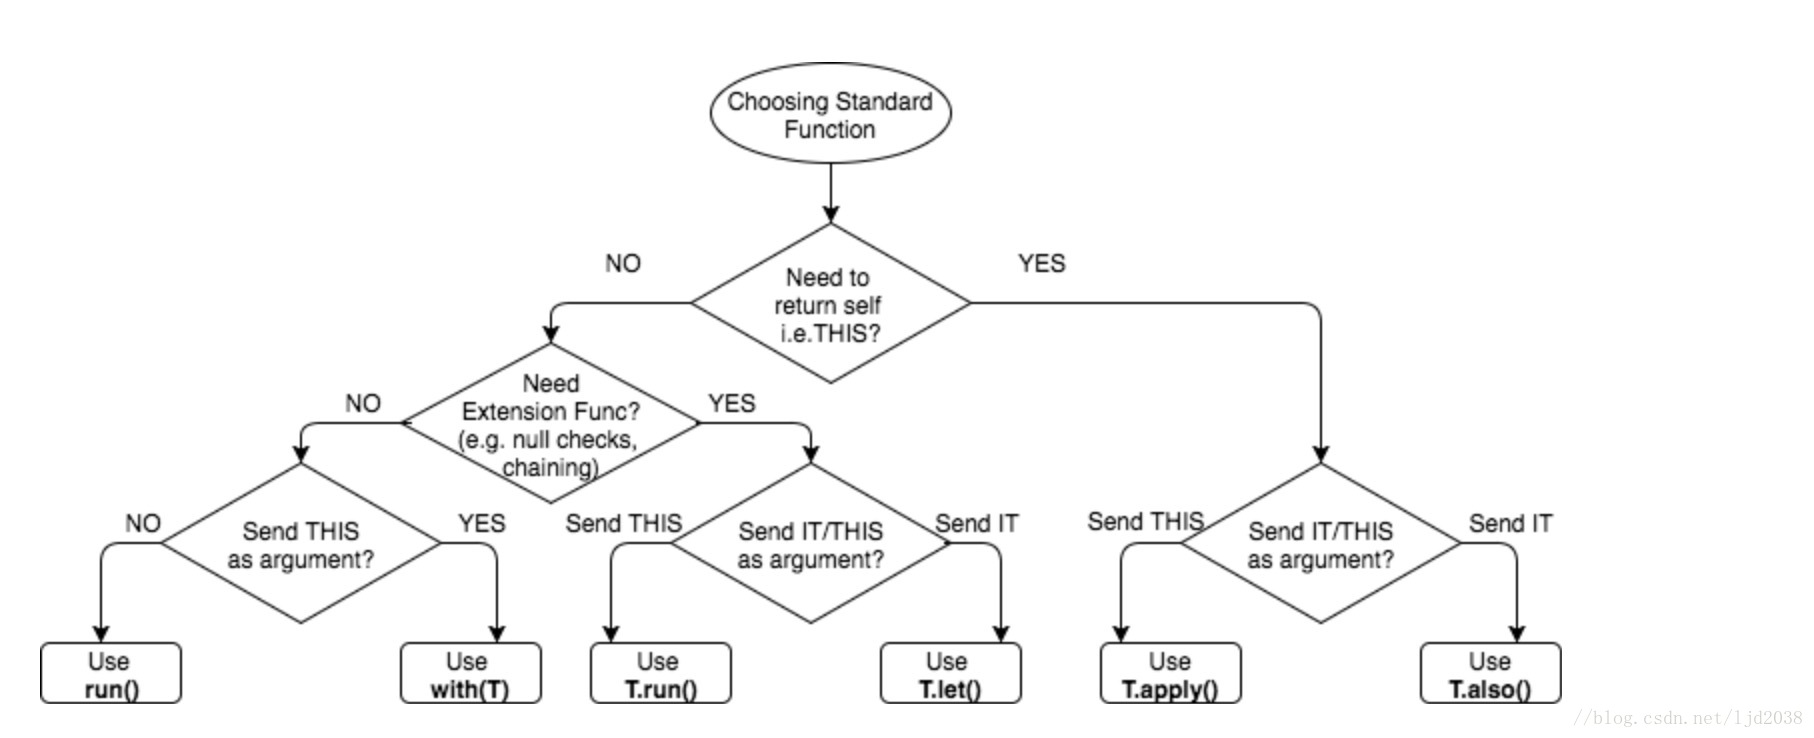 Choosing Standard
Function
NO
YES
Need to
return self
i.e.THIS?
NO
Need
Extension Func?
(e.g. null checks,
chaining)
YES
NO
Send THIS
as argument?
YES
Send THIS
Send IT/THIS
as argument?
Send IT
Send THIS
Send IT/THIS
as argument?
Send IT
Use
run()
Use
with(T)
Use
T.run()
Use
T.let()
Use
T.apply()
Use
T.also()
//blog.csdn.net/ljd2038